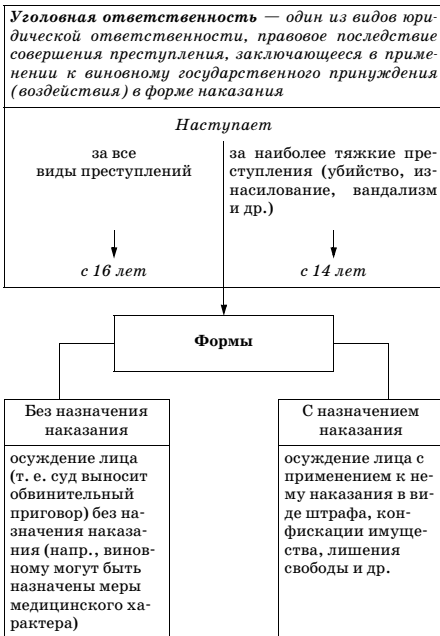 Уголовная ответственность — один из видов юри-
дической ответственности, правовое последствие
совершения преступления, заключающееся в приме-
нении к виновному государственного принуждения
(воздействия) в форме наказания
Наступает
за все
виды преступлений
с 16 лет
за наиболее тяжкие пре-
ступления (убийство, из-
насилование, вандализм
и др.)
с 14 лет
Формы
Без назначения
наказания
осуждение лица
(т. е. суд выносит
обвинительный
приговор) без на-
значения наказа-
ния (напр., винов-
ному могут быть
назначены меры
медицинского ха-
рактера)
С назначением
наказания
осуждение лица с
применением к не-
му наказания в ви-
де штрафа, кон-
фискации имуще-
ства, лишения
свободы и др.